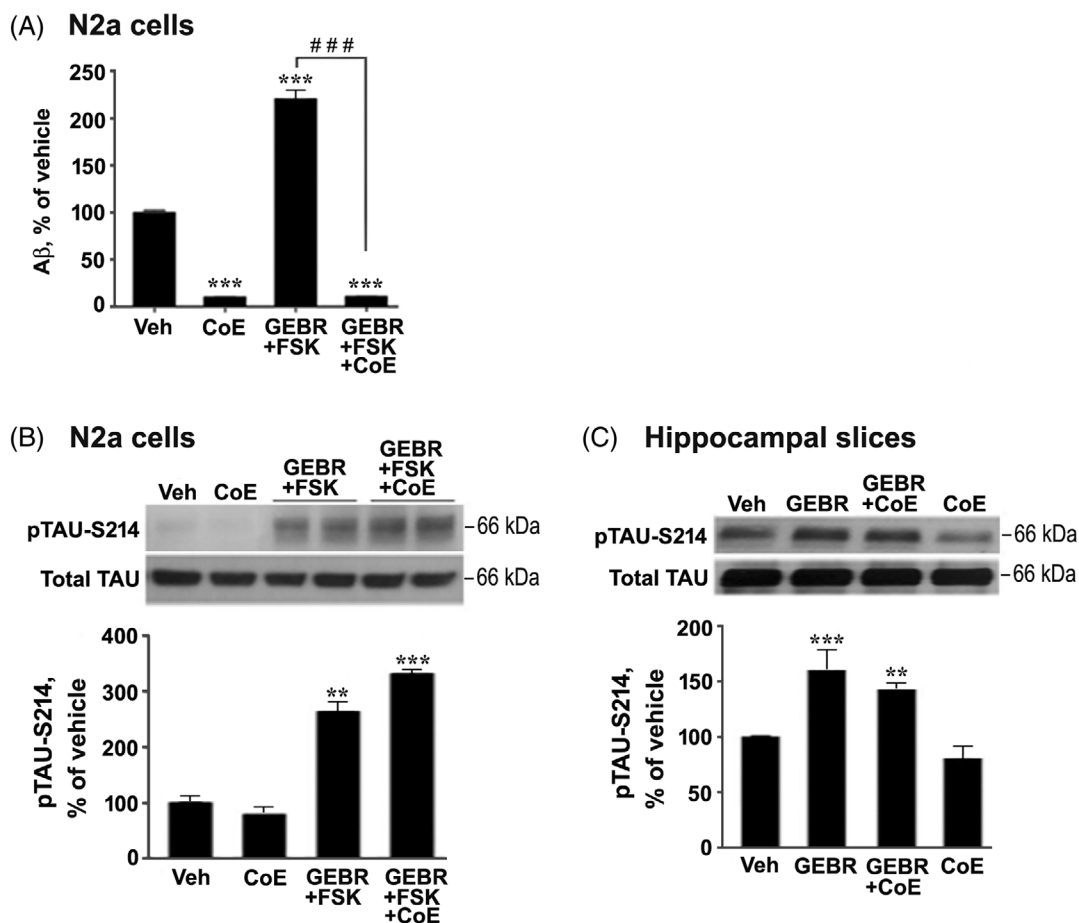 (A) N2a cells
###
250
200
150
100
50
0
Aβ, % of vehicle
***
***
***
Veh CoE GEBR +FSK GEBR +FSK +CoE
(B) N2a cells
Veh CoE GEBR +FSK GEBR +FSK +CoE
pTAU-S214 –66 kDa
Total TAU –66 kDa
400
300
200
100
0
pTAU-S214,
% of vehicle
**
***
Veh CoE GEBR +FSK GEBR +FSK +CoE
(C) Hippocampal slices
Veh GEBR GEBR +CoE CoE
pTAU-S214 –66 kDa
Total TAU –66 kDa
200
150
100
50
0
pTAU-S214,
% of vehicle
***
**
Veh GEBR GEBR +CoE CoE